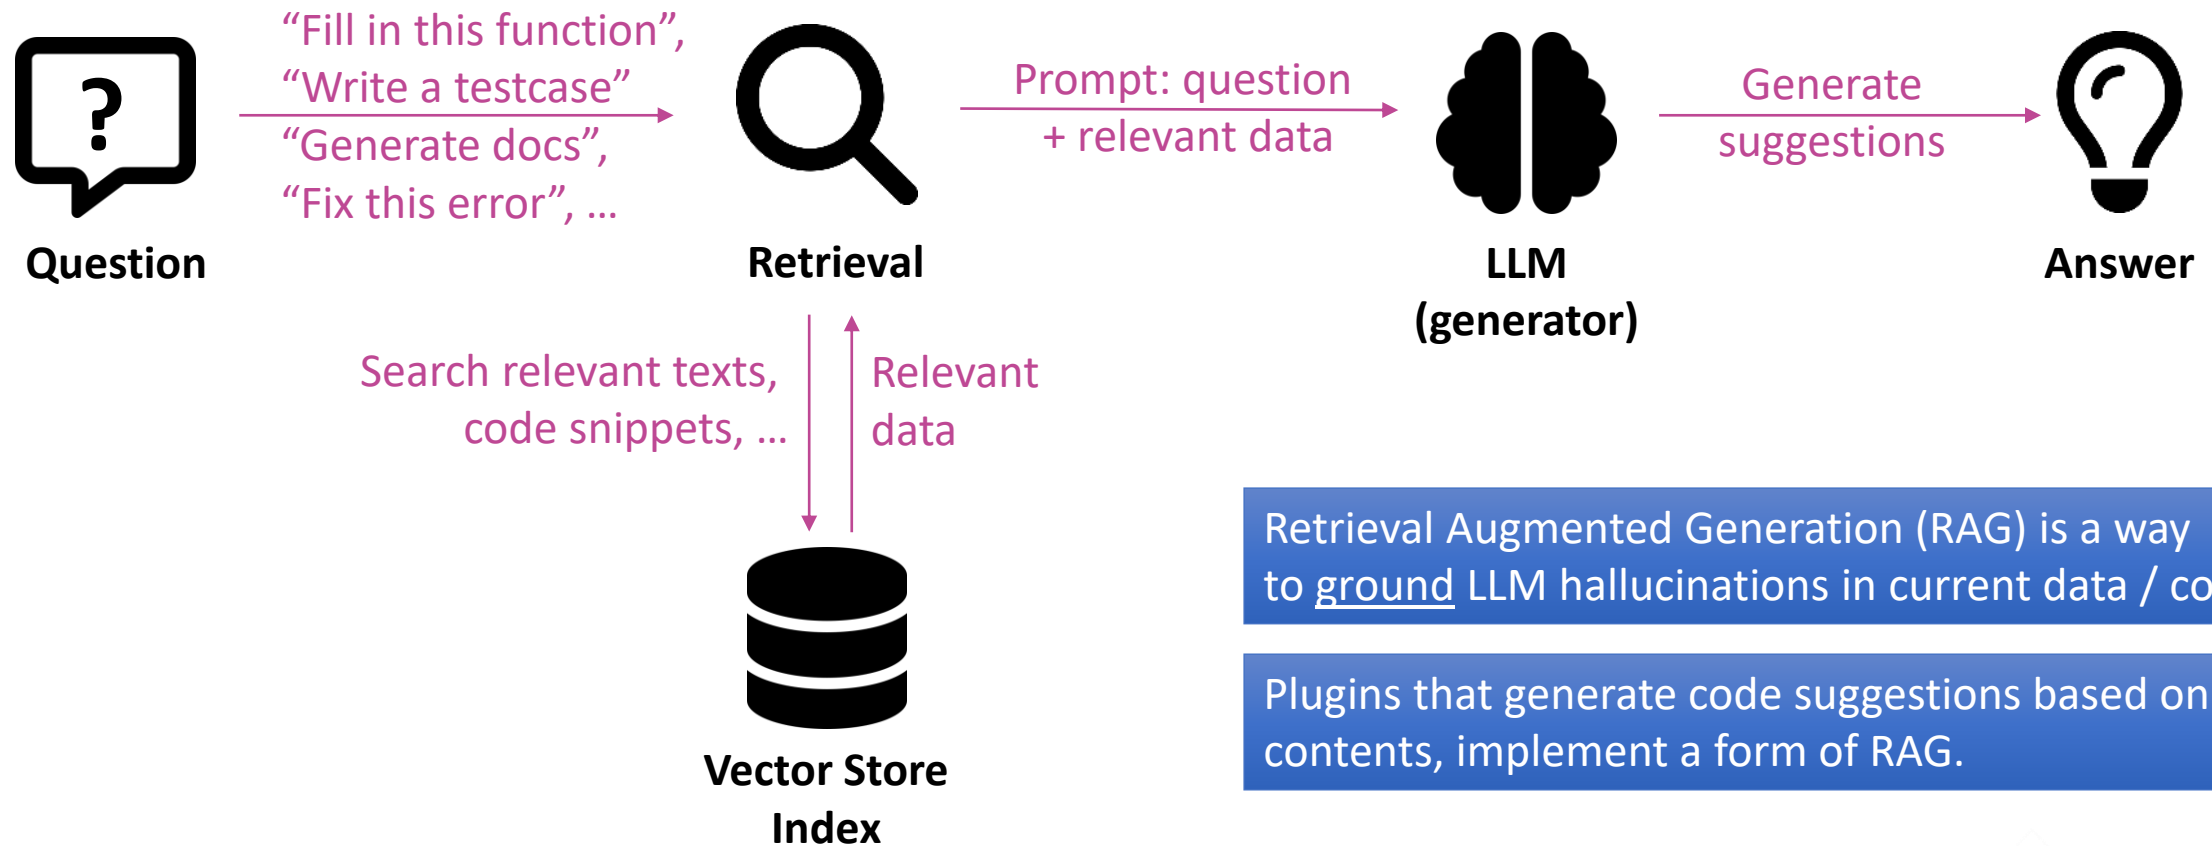 ?
“Fill in this function”,
“Write a testcase”
“Generate docs”,
“Fix this error”, ...
Question
Retrieval
Prompt: question
+ relevant data
LLM
(generator)
Generate
suggestions
Answer
Search relevant texts,
code snippets, ...
Relevant
data
Vector Store
Index
Retrieval Augmented Generation (RAG) is a way
to ground LLM hallucinations in current data /
Plugins that generate code suggestions based on
contents, implement a form of RAG.